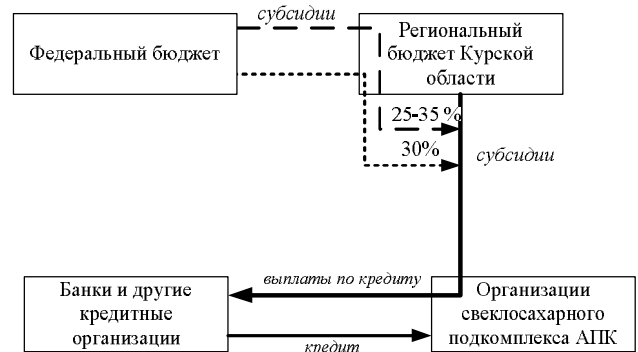 субсидии
Федеральный бюджет
Региональный
бюджет Курской
области
25-35 %
30%
субсидии
выплаты по кредиту
Банки и другие
кредитные
организации
Организации
свеклосахарного
подкомплекса АПК
кредит